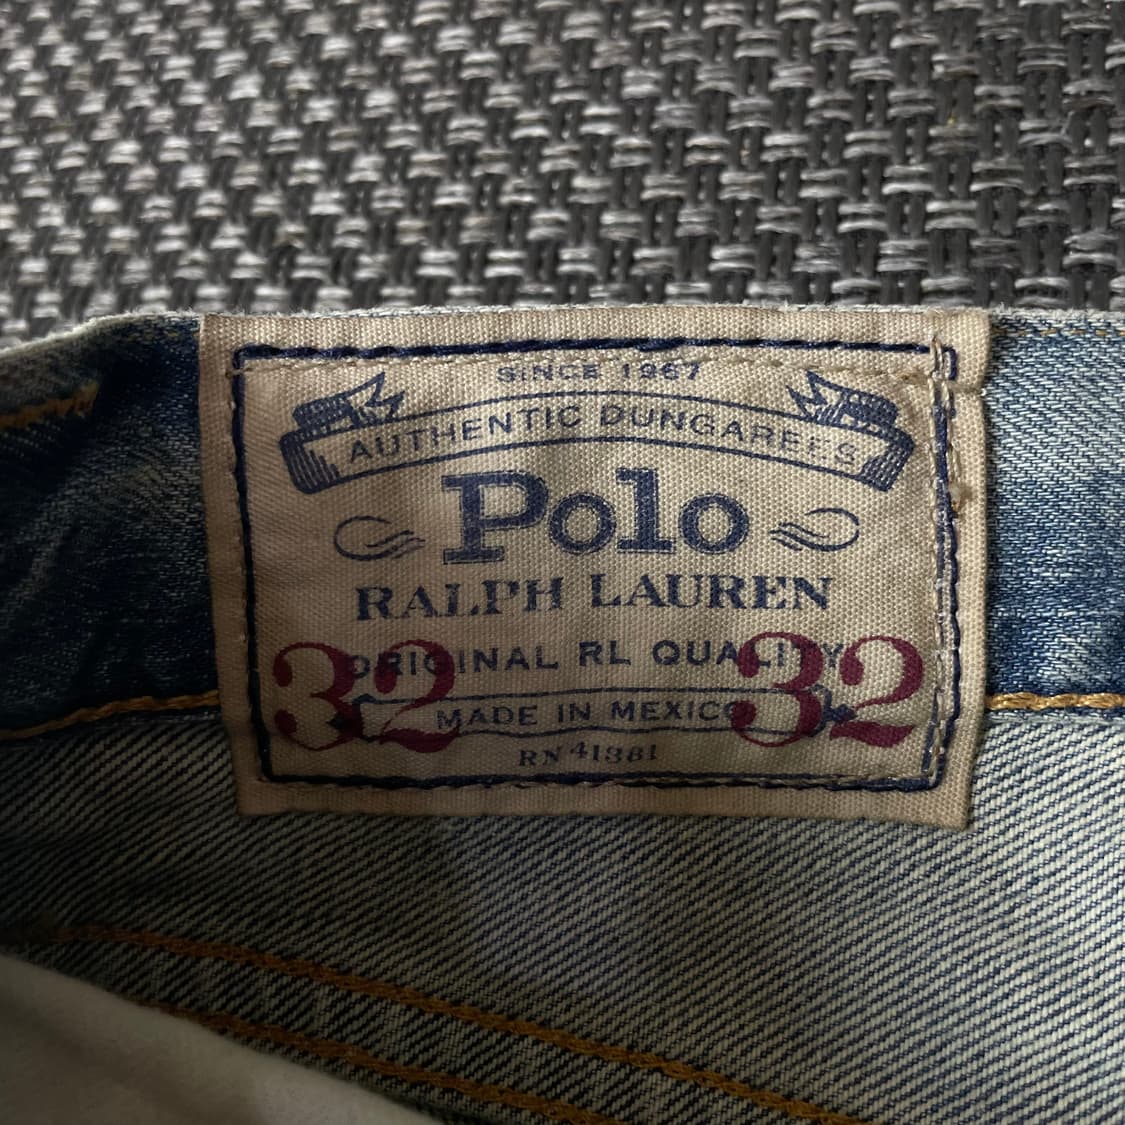 SINCE 1967
AUTHENTIC DUNGAREES
Polo
RALPH LAUREN
ORIGINAL RL QUALITY
32 32
MADE IN MEXICO
RN 41381